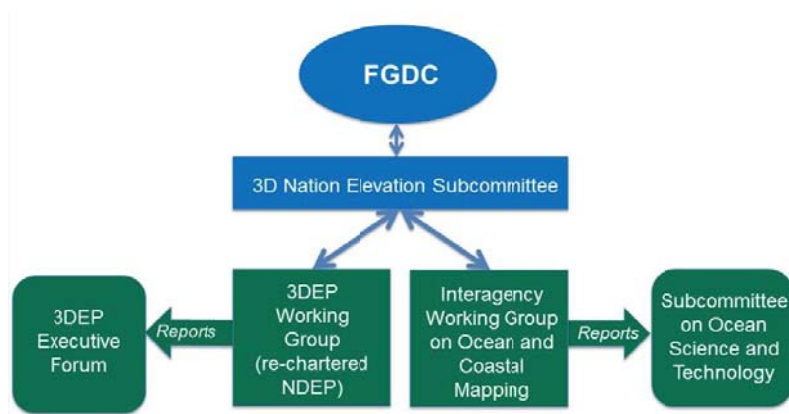 FGDC
3D Nation Elevation Subcommittee
3DEP
Executive
Forum
Reports
3DEP
Working
Group
(re-chartered
NDEP)
Interagency
Working Group
on Ocean and
Coastal
Mapping
Reports
Subcommittee
on Ocean
Science and
Technology